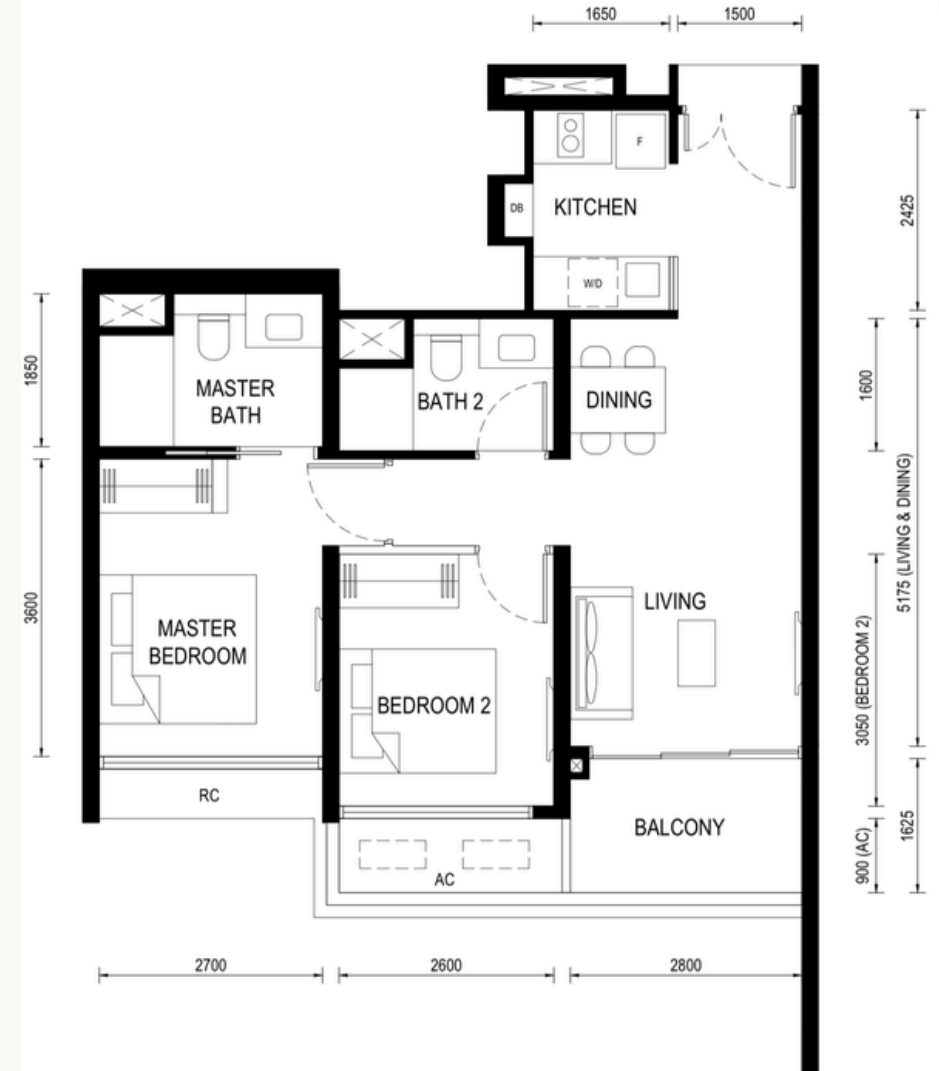 1650
1500
F
2425
DB
KITCHEN
W/D
1850
MASTER
BATH
BATH 2
DINING
1600
5175 (LIVING & DINING)
3600
MASTER
BEDROOM
LIVING
BEDROOM 2
3050 (BEDROOM 2)
RC
BALCONY
AC
900 (AC)
1625
2700
2600
2800